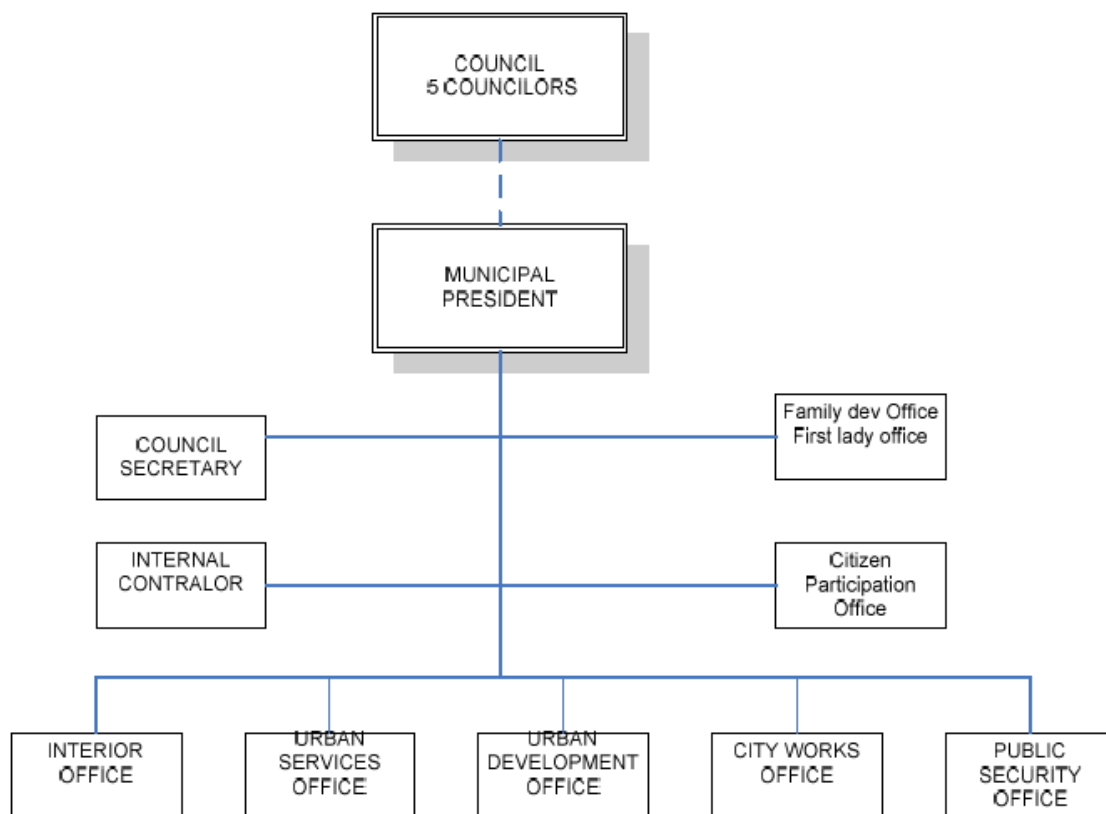 COUNCIL
5 COUNCILORS
MUNICIPAL
PRESIDENT
COUNCIL
SECRETARY
Family dev Office
First lady office
INTERNAL
CONTRALOR
Citizen
Participation
Office
INTERIOR
OFFICE
URBAN
SERVICES
OFFICE
URBAN
DEVELOPMENT
OFFICE
CITY WORKS
OFFICE
PUBLIC
SECURITY
OFFICE